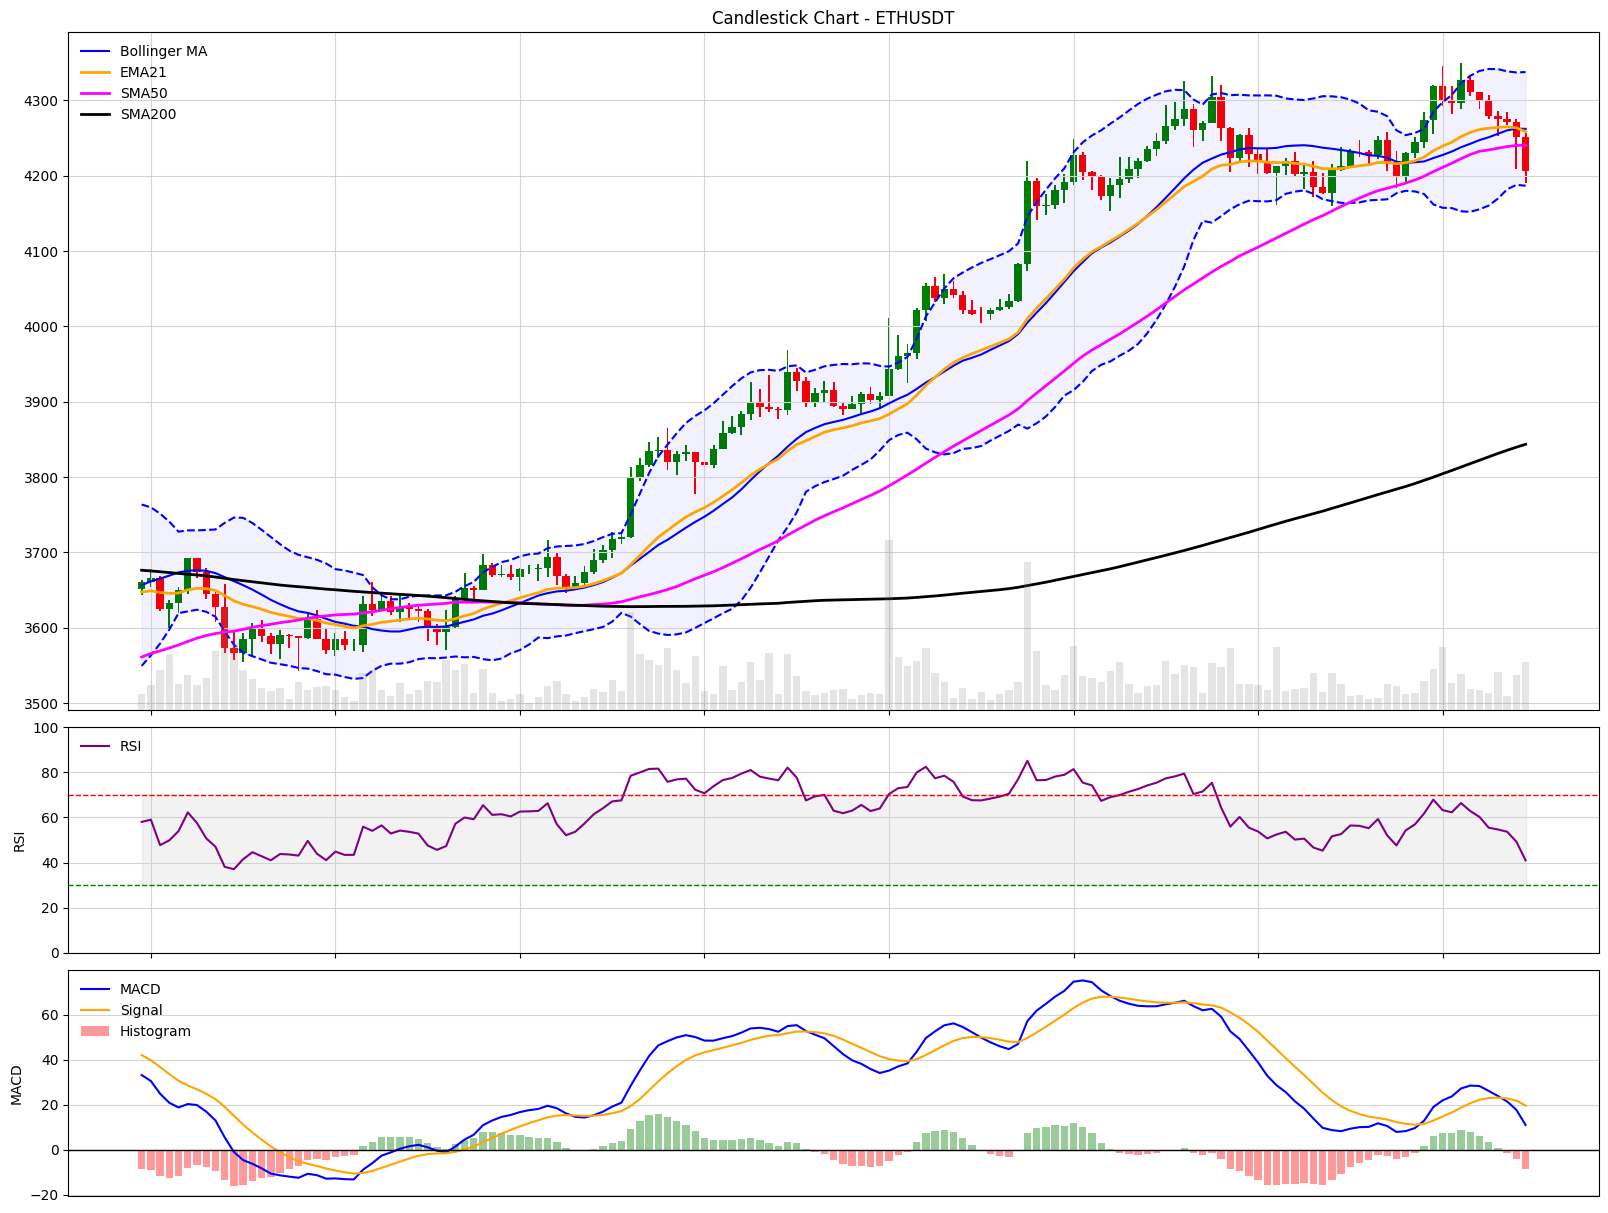 Candlestick Chart - ETHUSDT
Bollinger MA
EMA21
SMA50
SMA200
4300
4200
4100
4000
3900
3800
3700
3600
3500
RSI
100
80
60
40
20
0
RSI
MACD
Signal
Histogram
60
40
20
0
−20
MACD